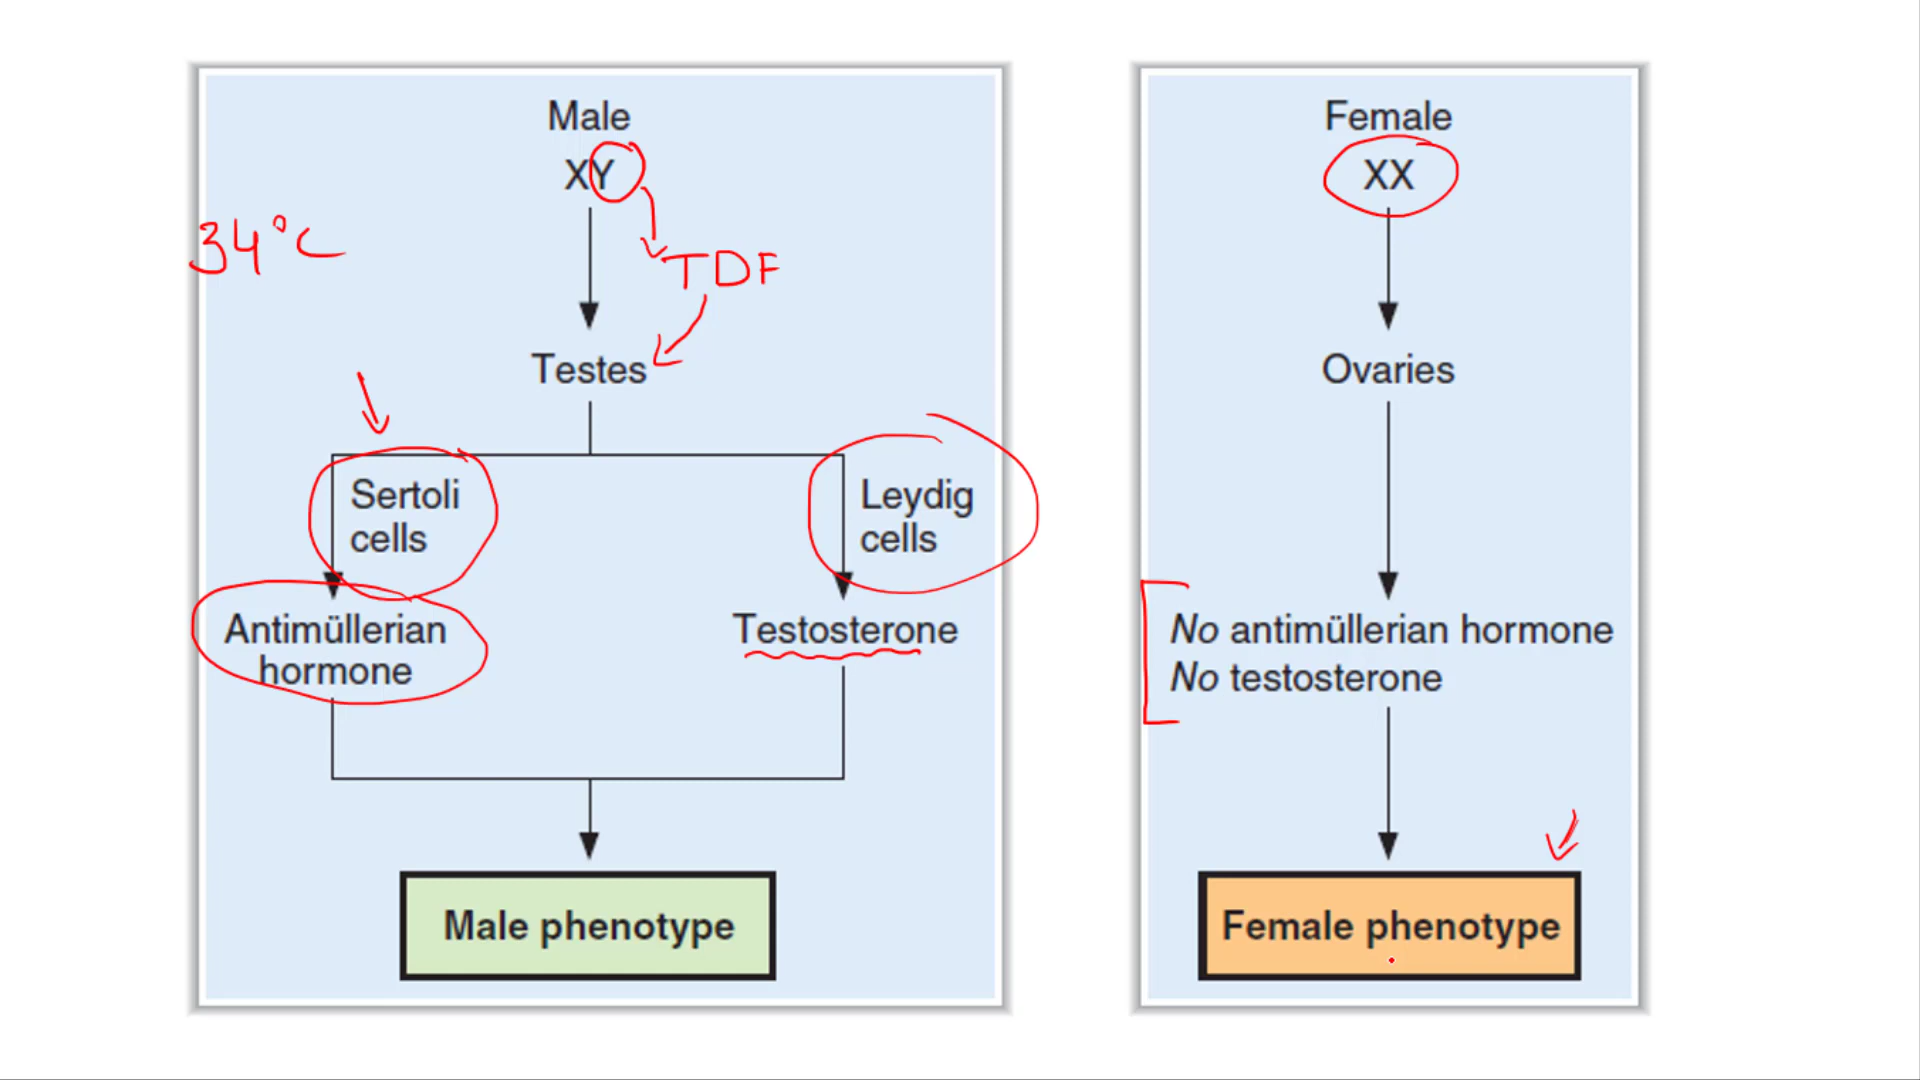 Male
XY
34°C
TDF
Testes
Sertoli
cells
Leydig
cells
Antimüllerian
hormone
Testosterone
Male phenotype
Female
XX
Ovaries
No antimüllerian hormone
No testosterone
Female phenotype